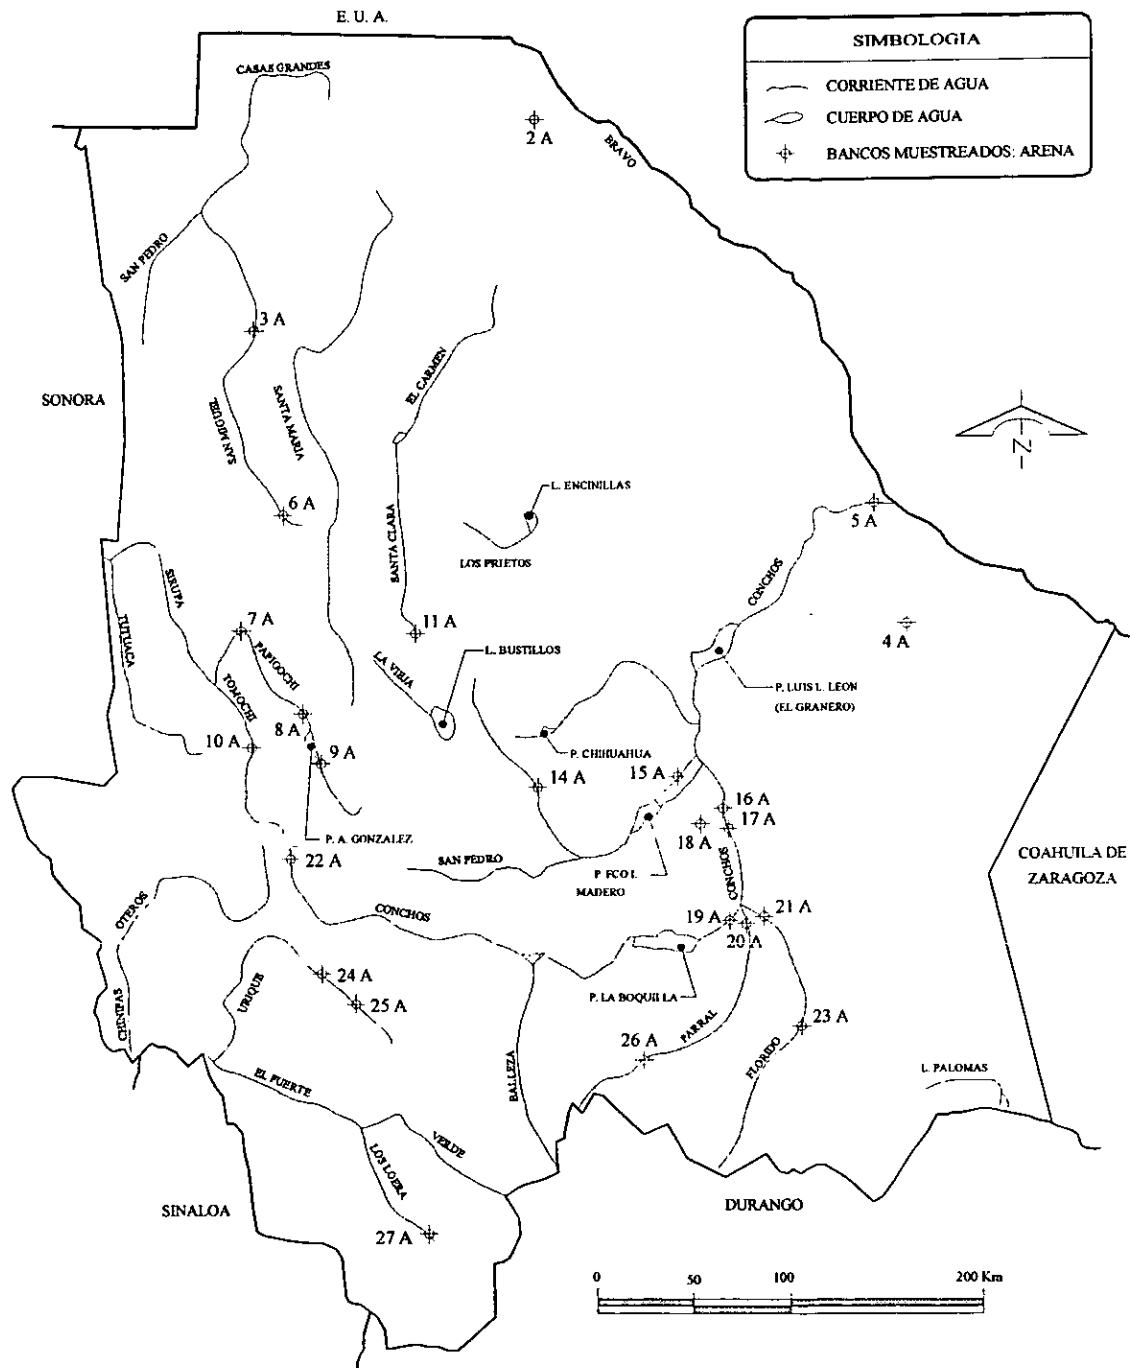 E. U. A.
SIMBOLOGIA
CORRIENTE DE AGUA
CUERPO DE AGUA
BANCOS MUESTREADOS: ARENA
CASAS GRANDES
2 A
BRAVO
SAN PEDRO
3 A
EL CARMEN
SANTA MARIA
SAN MIGUEL
SONORA
N
L. ENCINILLAS
6 A
5 A
SANTA CLARA
LOS PRIETOS
CONCHOS
SIRUPA
TUTUACA
7 A
PAPIGOCHI
11 A
4 A
L. BUSTILLOS
LA VIEJA
TOMOCHI
P. LUIS L. LEON
(EL GRANERO)
8 A
10 A
9 A
P. CHIHUAHUA
14 A
15 A
16 A
17 A
18 A
P. A. GONZALEZ
22 A
SAN PEDRO
P. FCO I.
MADERO
CONCHOS
COAHUILA DE
ZARAGOZA
OTEROS
CONCHOS
19 A
20 A
21 A
24 A
25 A
URIQUE
CHINIPAS
P. LA BOQUILLA
PARRAL
23 A
26 A
FLORIDO
BALLEZA
L. PALOMAS
EL FUERTE
VERDE
LOS LOERA
SINALOA
DURANGO
27 A
0 50 100 200 Km